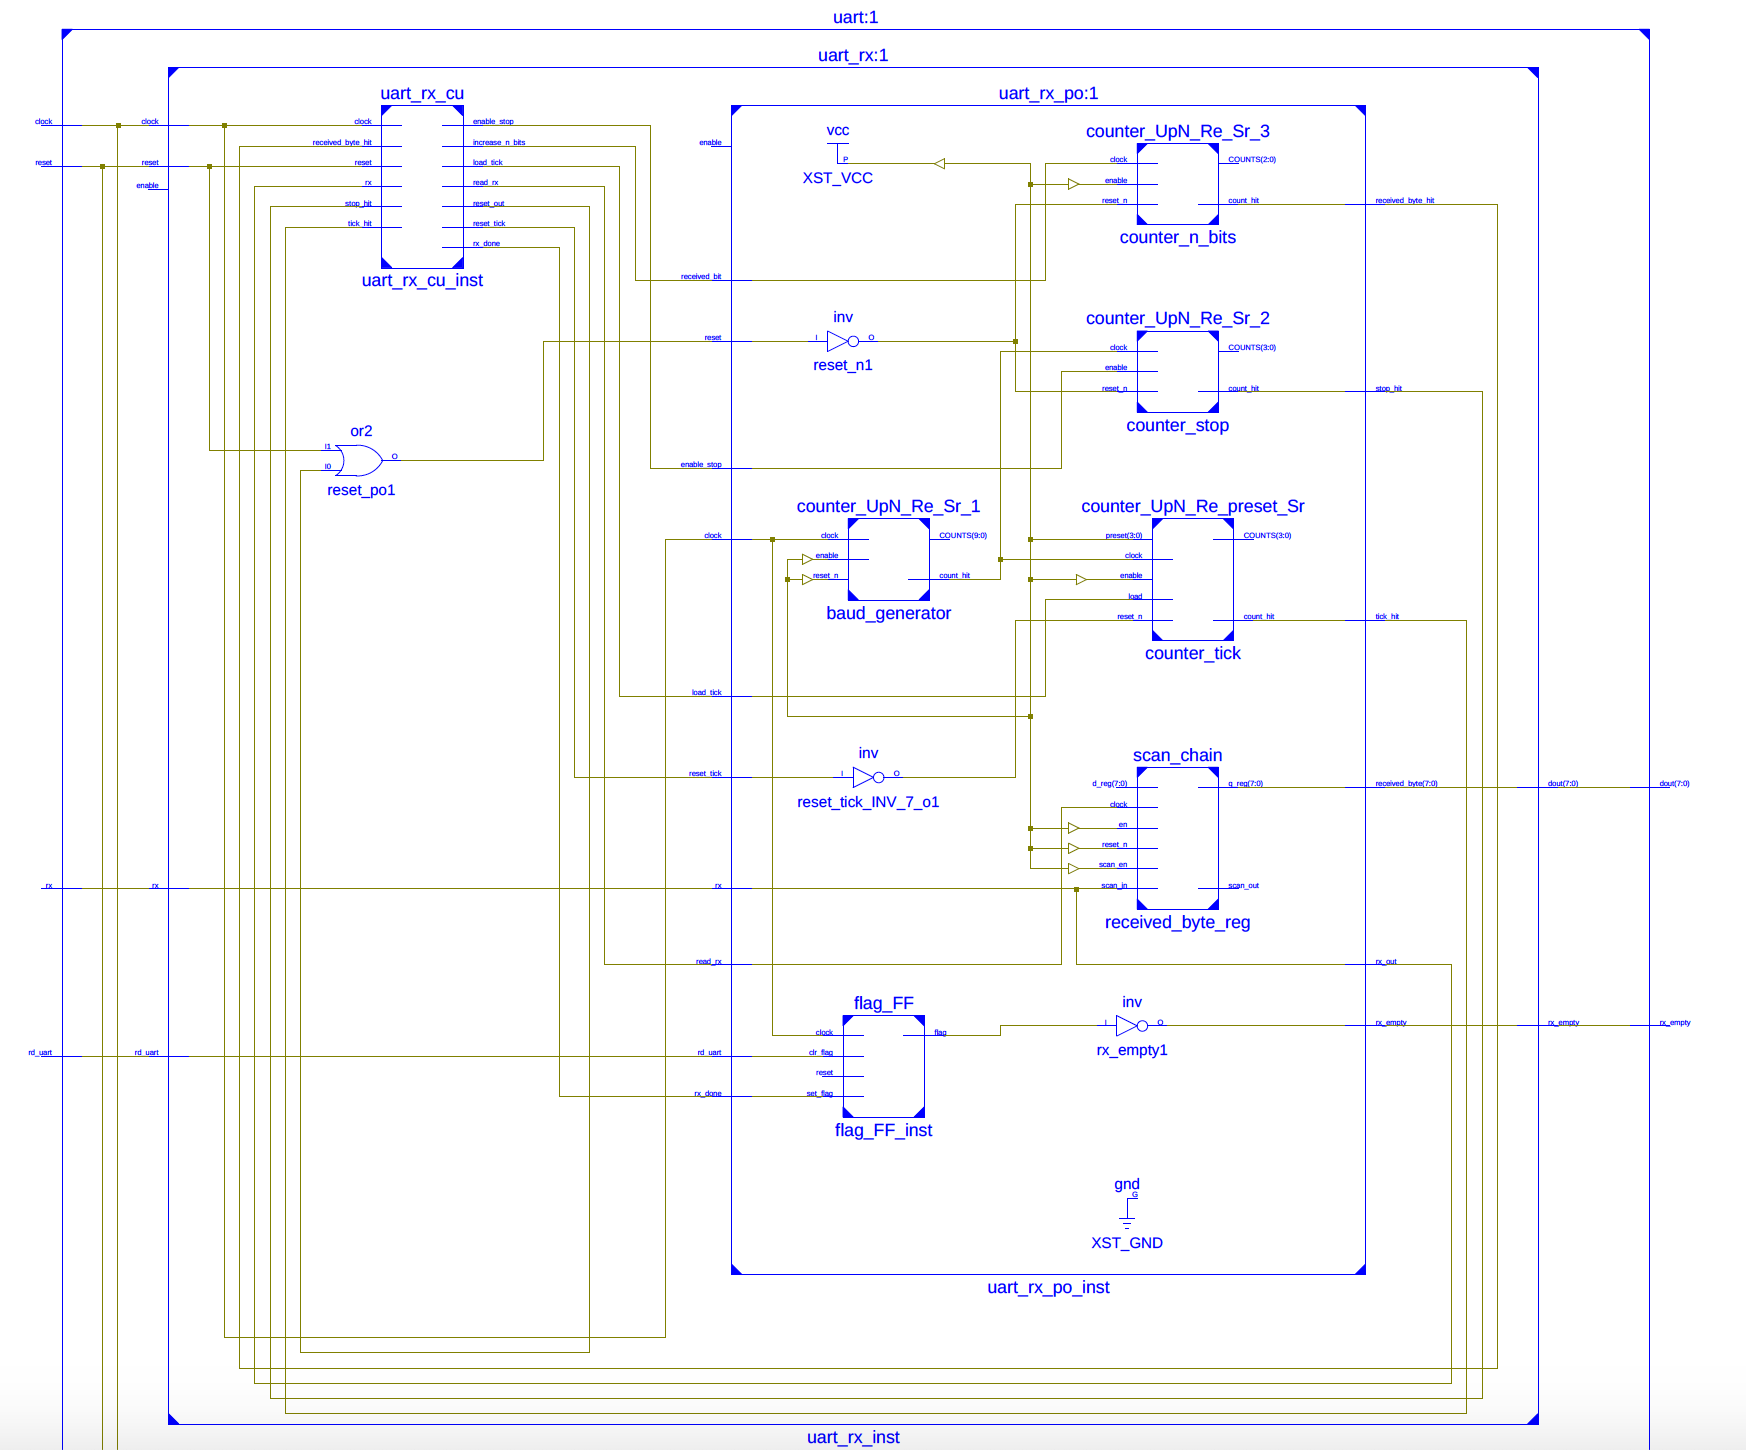 uart:1
uart_rx:1
uart_rx_cu
uart_rx_po:1
clock
clock
clock
received_byte_hit
reset
reset
reset
enable
rx
stop_hit
tick_hit
enable_stop
increase_n_bits
load_tick
read_rx
reset_out
reset_tick
rx_done
uart_rx_cu_inst
enable
vcc
P
XST_VCC
counter_UpN_Re_Sr_3
clock
enable
reset_n
COUNTS(2:0)
count_hit
received_byte_hit
counter_n_bits
received_bit
reset
inv
I
O
reset_n1
counter_UpN_Re_Sr_2
clock
enable
reset_n
COUNTS(3:0)
count_hit
stop_hit
counter_stop
or2
I1
I0
O
reset_po1
enable_stop
counter_UpN_Re_Sr_1
clock
clock
enable
reset_n
COUNTS(9:0)
count_hit
baud_generator
counter_UpN_Re_preset_Sr
preset(3:0)
clock
enable
load
reset_n
COUNTS(3:0)
count_hit
tick_hit
counter_tick
load_tick
reset_tick
inv
I
O
reset_tick_INV_7_o1
scan_chain
d_reg(7:0)
clock
en
reset_n
scan_en
scan_in
q_reg(7:0)
scan_out
received_byte(7:0)
dout(7:0)
dout(7:0)
received_byte_reg
rx
rx
rx
read_rx
rx_out
flag_FF
clock
clr_flag
reset
set_flag
flag
flag_FF_inst
inv
I
O
rx_empty1
rx_empty
rx_empty
rx_empty
rd_uart
rd_uart
rd_uart
rx_done
gnd
G
XST_GND
uart_rx_po_inst
uart_rx_inst